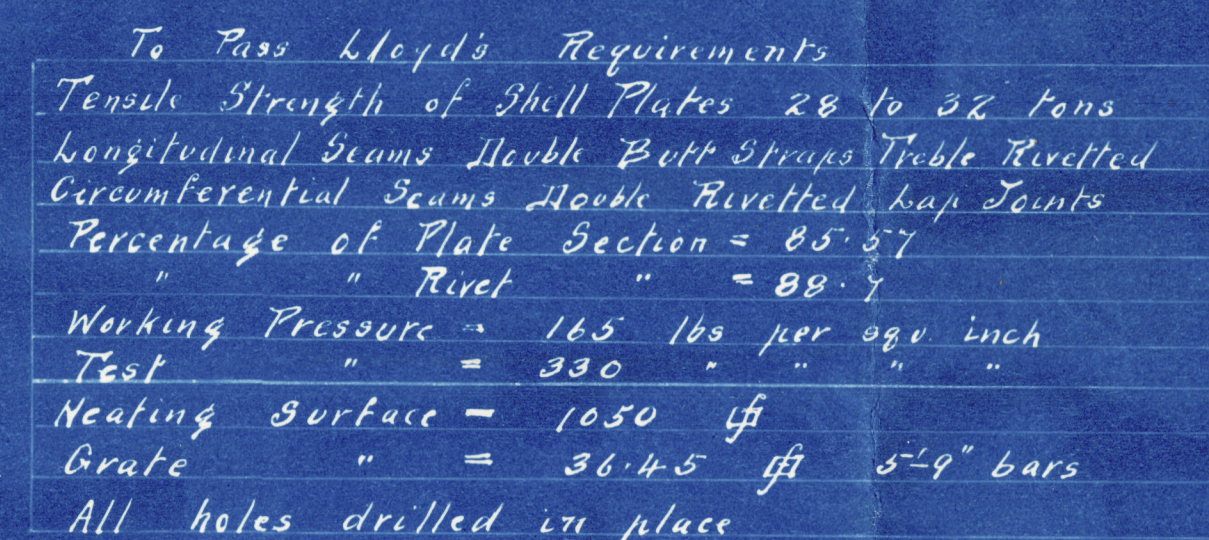 To Pass Lloyd's Requirements
Tensile Strength of Shell Plates 28 to 32 tons
Longitudinal Seams Double Butt Straps Treble Rivetted
Circumferential Seams Double Rivetted Lap Joints
Percentage of Plate Section = 85.57
" " Rivet " = 88.7
Working Pressure = 165 lbs per squ. inch
Test " = 330 " " " "
Heating Surface = 1050 ▯'
Grate " = 36.45 ▯' 5'-9" bars
All holes drilled in place